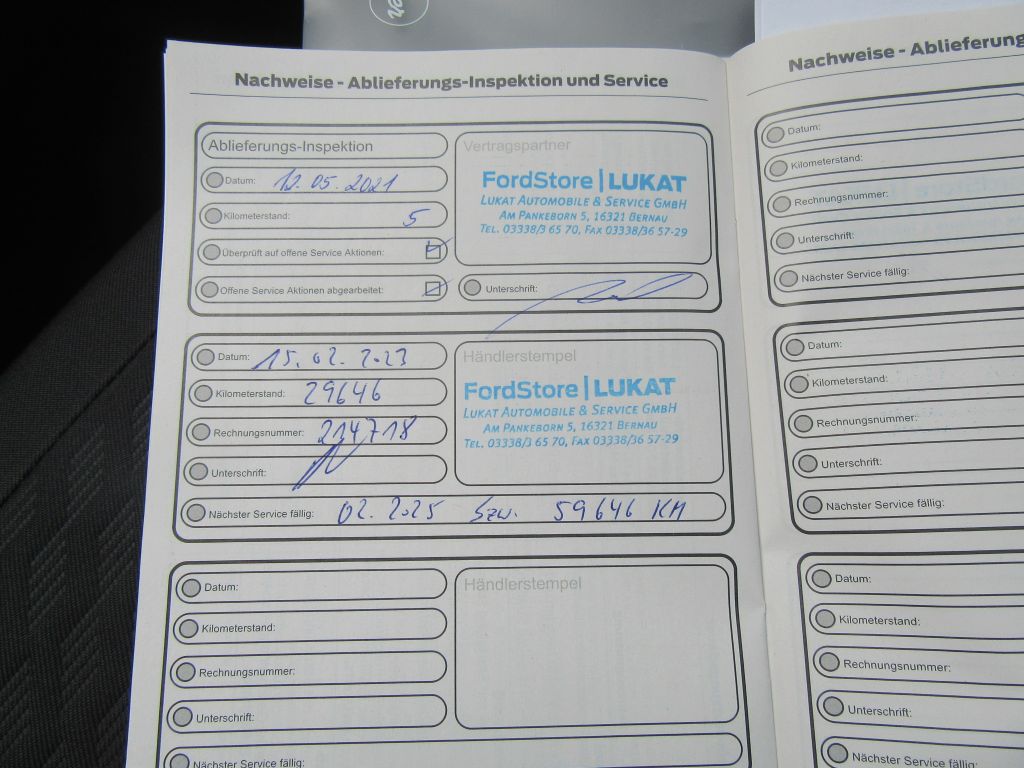 Nachweise - Ablieferungs-Inspektion und Service
Ablieferungs-Inspektion
Datum: 12.05.2021
Kilometerstand: 5
Überprüft auf offene Service Aktionen:
Offene Service Aktionen abgearbeitet:
Vertragspartner
FordStore | LUKAT
LUKAT AUTOMOBILE & SERVICE GMBH
AM PANKEBORN 5, 16321 BERNAU
TEL. 03338/3 65 70, FAX 03338/36 57-29
Unterschrift:
Datum: 15.02.2023
Kilometerstand: 29646
Rechnungsnummer: 214718
Unterschrift:
Händlerstempel
FordStore | LUKAT
LUKAT AUTOMOBILE & SERVICE GMBH
AM PANKEBORN 5, 16321 BERNAU
TEL. 03338/3 65 70, FAX 03338/36 57-29
Nächster Service fällig: 02.2025 bzw. 59646 KM
Datum:
Kilometerstand:
Rechnungsnummer:
Unterschrift:
Händlerstempel
Nächster Service fällig:
Nachweise - Ablieferung
Datum:
Kilometerstand:
Rechnungsnummer:
Unterschrift:
Nächster Service fällig:
Datum:
Kilometerstand:
Rechnungsnummer:
Unterschrift:
Nächster Service fällig:
Datum:
Kilometerstand:
Rechnungsnummer:
Unterschrift:
Nächster Service fällig: